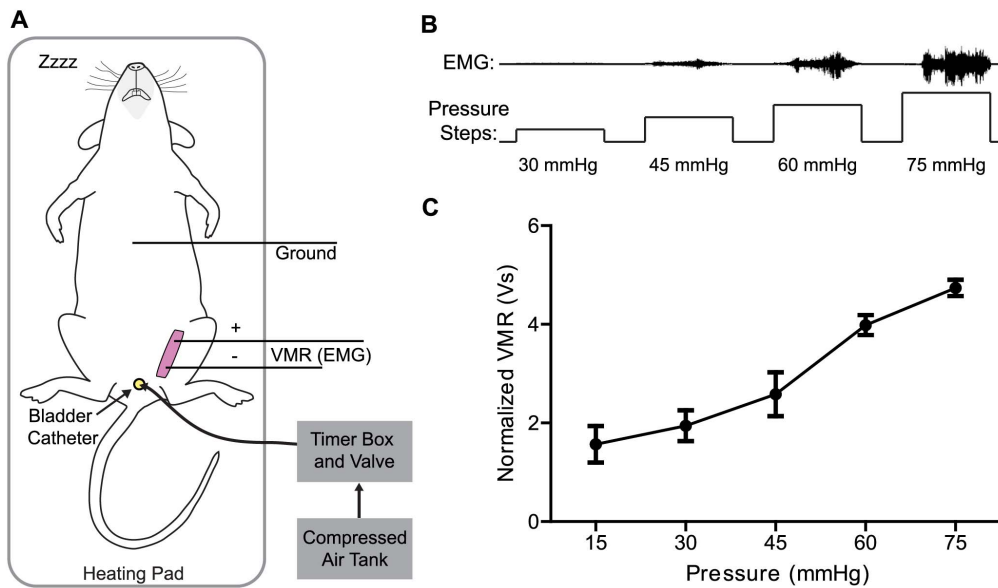 A
Zzzz
Ground
+
-
VMR (EMG)
Bladder
Catheter
Timer Box
and Valve
Compressed
Air Tank
Heating Pad
B
EMG:
Pressure
Steps:
30 mmHg
45 mmHg
60 mmHg
75 mmHg
C
Normalized VMR (Vs)
6
4
2
0
15
30
45
60
75
Pressure (mmHg)